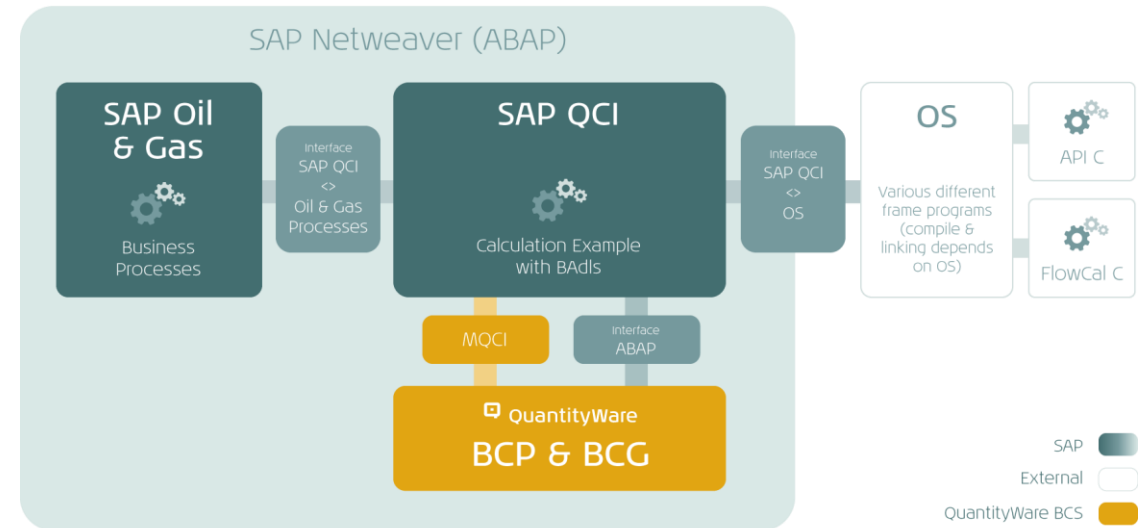 SAP Netweaver (ABAP)
SAP Oil
& Gas
Business
Processes
Interface
SAP QCI
<>
Oil & Gas
Processes
SAP QCI
Calculation Example
with BAdIs
Interface
SAP QCI
<>
OS
OS
Various different
frame programs
(compile &
linking depends
on OS)
API C
FlowCal C
MQCI
Interface
ABAP
QuantityWare
BCP & BCG
SAP
External
QuantityWare BCS